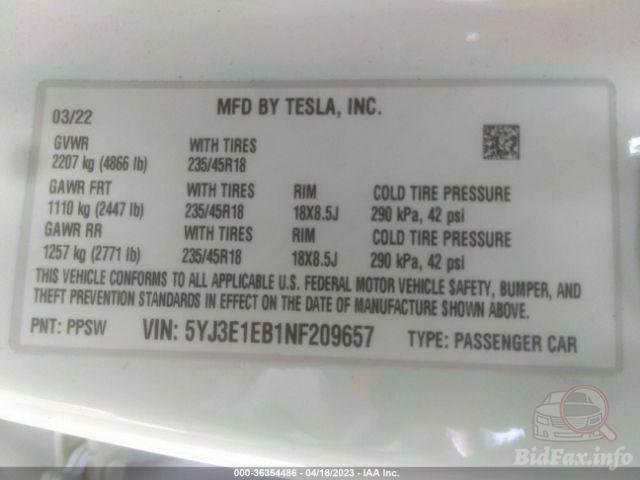 MFD BY TESLA, INC.
03/22
GVWR WITH TIRES
2207 kg (4866 lb) 235/45R18
GAWR FRT WITH TIRES RIM COLD TIRE PRESSURE
1110 kg (2447 lb) 235/45R18 18X8.5J 290 kPa, 42 psi
GAWR RR WITH TIRES RIM COLD TIRE PRESSURE
1257 kg (2771 lb) 235/45R18 18X8.5J 290 kPa, 42 psi
THIS VEHICLE CONFORMS TO ALL APPLICABLE U.S. FEDERAL MOTOR VEHICLE SAFETY, BUMPER, AND
THEFT PREVENTION STANDARDS IN EFFECT ON THE DATE OF MANUFACTURE SHOWN ABOVE.
PNT: PPSW VIN: 5YJ3E1EB1NF209657 TYPE: PASSENGER CAR
BidFax.info
000-36354486 - 04/18/2023 - IAA Inc.